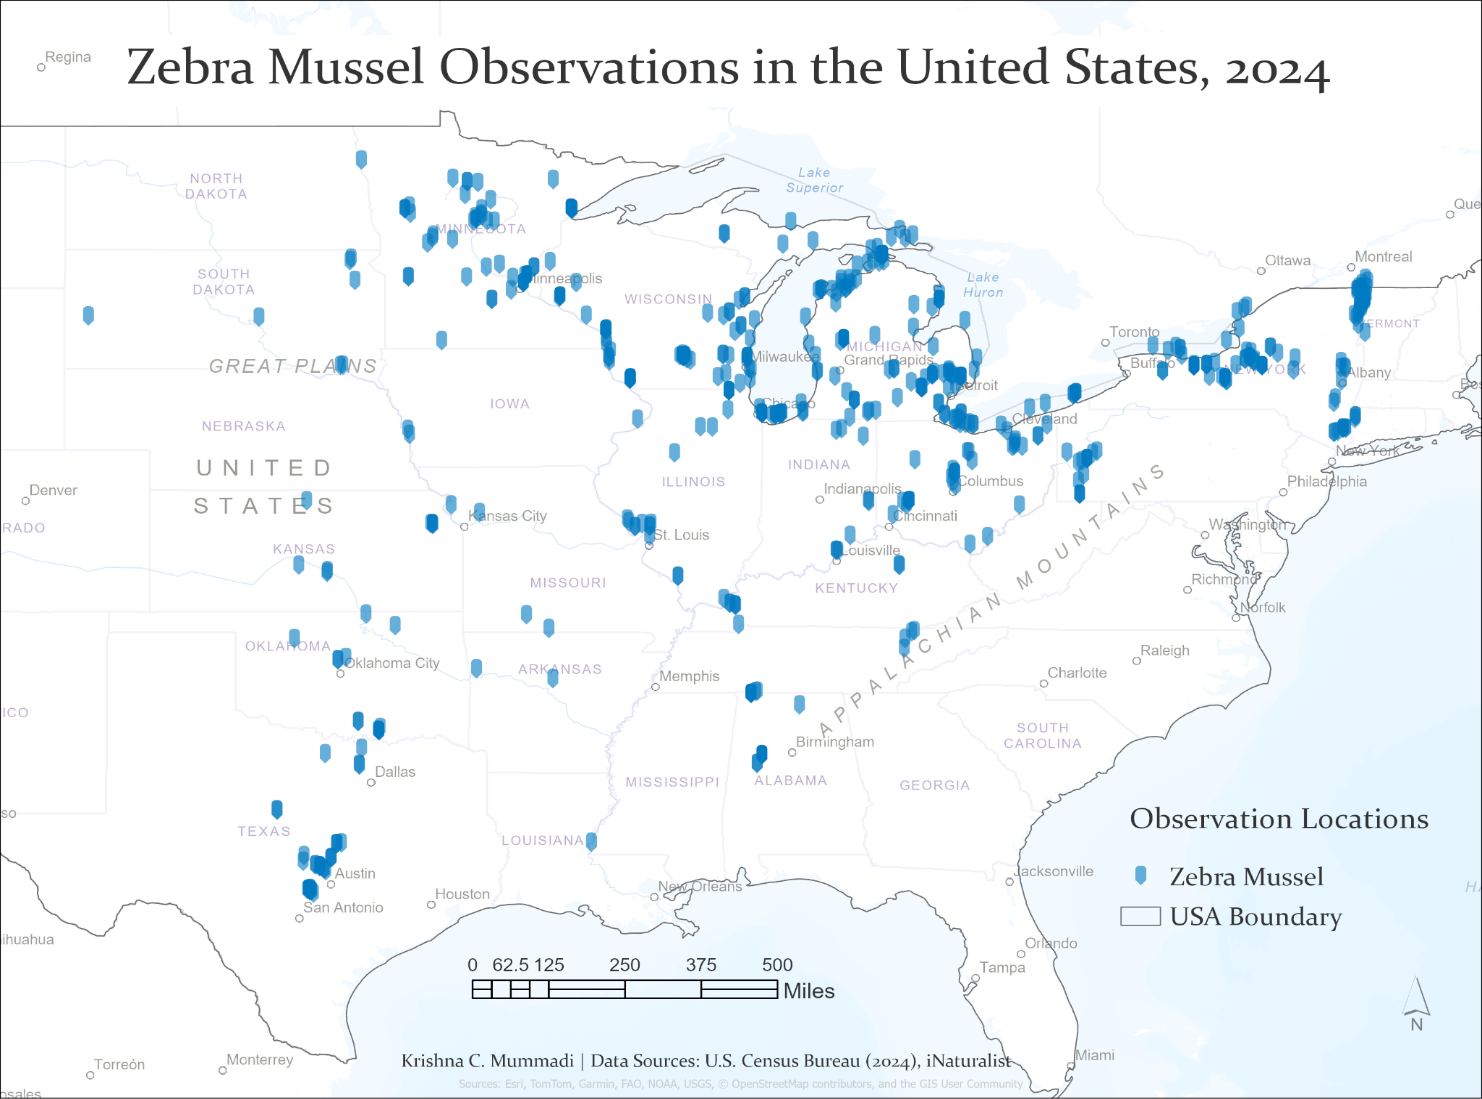 Regina
Zebra Mussel Observations in the United States, 2024
Lake
Superior
NORTH
DAKOTA
Que
MINNESOTA
Ottawa
Montreal
SOUTH
DAKOTA
Minneapolis
Lake
Huron
WISCONSIN
VERMONT
Toronto
MICHIGAN
Milwaukee
Grand Rapids
Buffalo
NEW YORK
Albany
GREAT PLAINS
Detroit
Bos
IOWA
Chicago
Cleveland
NEBRASKA
New York
UNITED
STATES
INDIANA
ILLINOIS
Denver
Indianapolis
Columbus
Philadelphia
RADO
Kansas City
Cincinnati
Washington
St. Louis
KANSAS
Louisville
MISSOURI
KENTUCKY
Richmond
Norfolk
APPALACHIAN MOUNTAINS
OKLAHOMA
Oklahoma City
ARKANSAS
Raleigh
Memphis
Charlotte
ICO
SOUTH
CAROLINA
Birmingham
Dallas
MISSISSIPPI
ALABAMA
GEORGIA
so
Observation Locations
TEXAS
LOUISIANA
Austin
Jacksonville
Zebra Mussel
New Orleans
Houston
San Antonio
USA Boundary
ihuahua
Orlando
Tampa
0 62.5 125 250 375 500
Miles
N
Krishna C. Mummadi | Data Sources: U.S. Census Bureau (2024), iNaturalist
Miami
Torreón
Monterrey
Sources: Esri, TomTom, Garmin, FAO, NOAA, USGS, © OpenStreetMap contributors, and the GIS User Community
osales